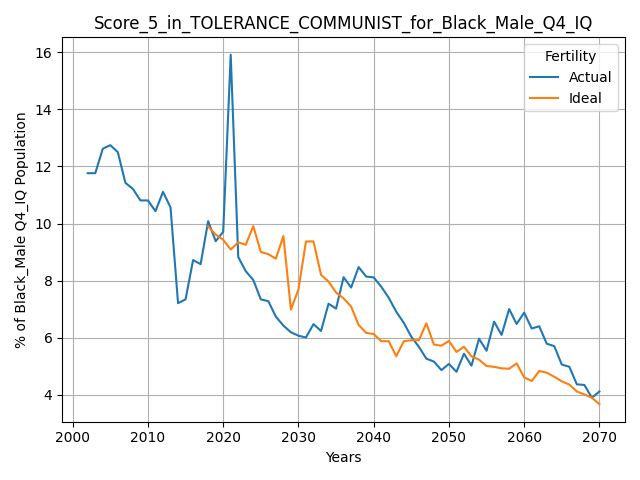 Score_5_in_TOLERANCE_COMMUNIST_for_Black_Male_Q4_IQ
Fertility
Actual
Ideal
% of Black_Male Q4_IQ Population
16
14
12
10
8
6
4
2000 2010 2020 2030 2040 2050 2060 2070
Years